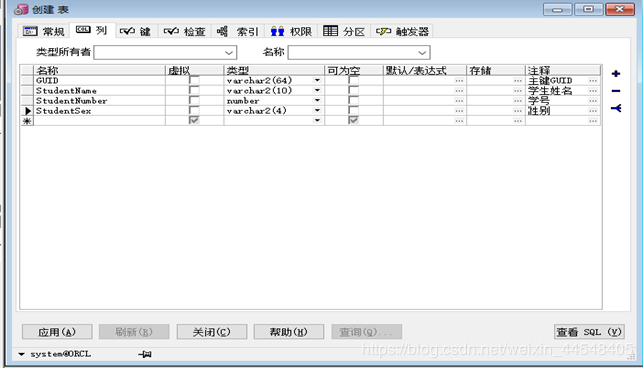 创建 表
常规 列 键 检查 索引 权限 分区 触发器
类型所有者 名称
名称 虚拟 类型 可为空 默认/表达式 存储 注释
GUID varchar2(64) ... ... 主键GUID ...
StudentName varchar2(10) ... ... 学生姓名 ...
StudentNumber number ... ... 学号 ...
StudentSex varchar2(4) ... ... 性别 ...
... ... ...
应用(A) 刷新(R) 关闭(C) 帮助(H) 查询(Q)... 查看 SQL (V)
system@ORCL
https://blog.csdn.net/weixin_44548405